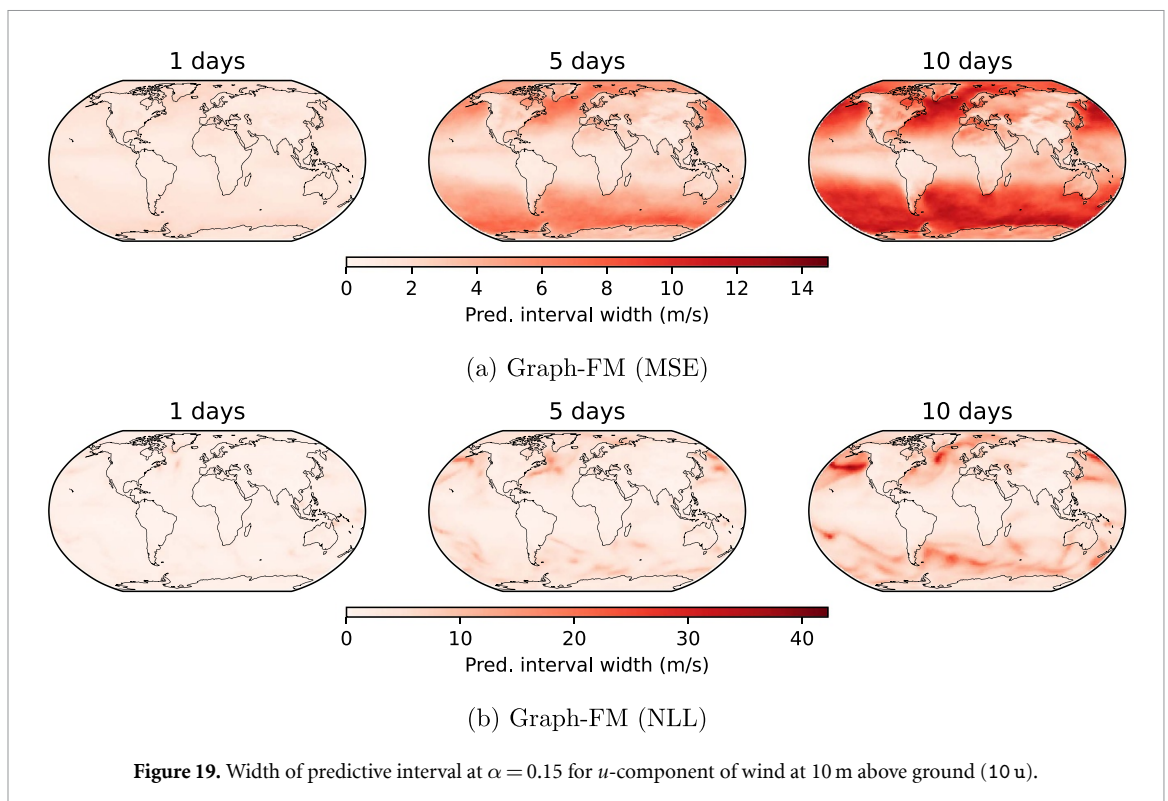 1 days 5 days 10 days
0 2 4 6 8 10 12 14
Pred. interval width (m/s)
(a) Graph-FM (MSE)
1 days 5 days 10 days
0 10 20 30 40
Pred. interval width (m/s)
(b) Graph-FM (NLL)
Figure 19. Width of predictive interval at α = 0.15 for u-component of wind at 10 m above ground (10 u).